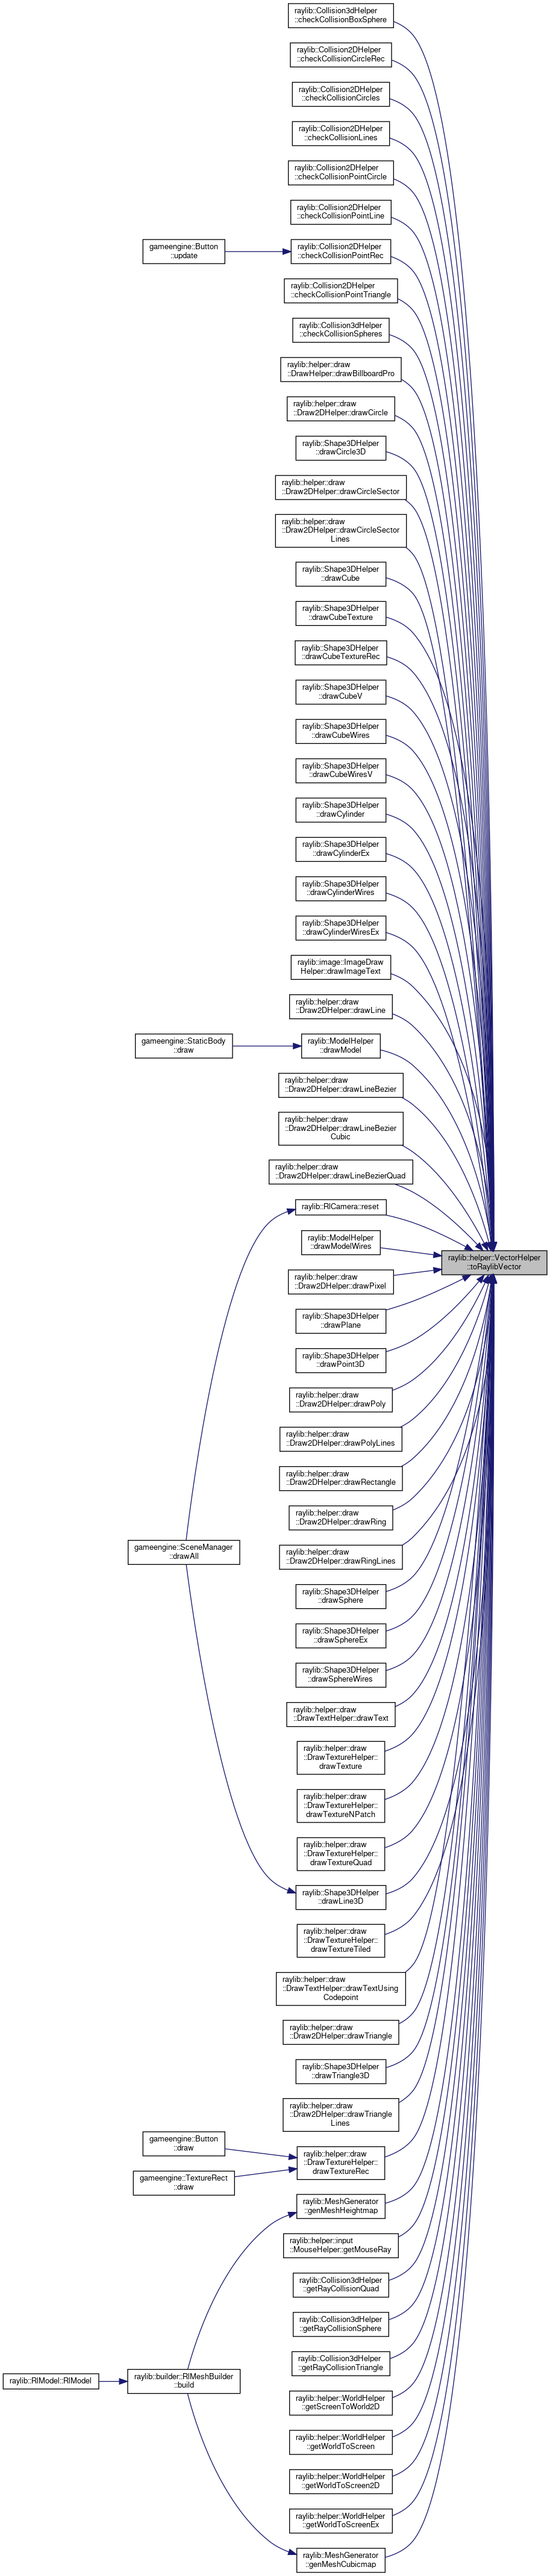 raylib::Collision3dHelper
::checkCollisionBoxSphere
raylib::Collision2DHelper
::checkCollisionCircleRec
raylib::Collision2DHelper
::checkCollisionCircles
raylib::Collision2DHelper
::checkCollisionLines
raylib::Collision2DHelper
::checkCollisionPointCircle
raylib::Collision2DHelper
::checkCollisionPointLine
gameengine::Button
::update
raylib::Collision2DHelper
::checkCollisionPointRec
raylib::Collision2DHelper
::checkCollisionPointTriangle
raylib::Collision3dHelper
::checkCollisionSpheres
raylib::helper::draw
::DrawHelper::drawBillboardPro
raylib::helper::draw
::Draw2DHelper::drawCircle
raylib::Shape3DHelper
::drawCircle3D
raylib::helper::draw
::Draw2DHelper::drawCircleSector
raylib::helper::draw
::Draw2DHelper::drawCircleSector
Lines
raylib::Shape3DHelper
::drawCube
raylib::Shape3DHelper
::drawCubeTexture
raylib::Shape3DHelper
::drawCubeTextureRec
raylib::Shape3DHelper
::drawCubeV
raylib::Shape3DHelper
::drawCubeWires
raylib::Shape3DHelper
::drawCubeWiresV
raylib::Shape3DHelper
::drawCylinder
raylib::Shape3DHelper
::drawCylinderEx
raylib::Shape3DHelper
::drawCylinderWires
raylib::Shape3DHelper
::drawCylinderWiresEx
raylib::image::ImageDraw
Helper::drawImageText
raylib::helper::draw
::Draw2DHelper::drawLine
gameengine::StaticBody
::draw
raylib::ModelHelper
::drawModel
raylib::helper::draw
::Draw2DHelper::drawLineBezier
raylib::helper::draw
::Draw2DHelper::drawLineBezier
Cubic
raylib::helper::draw
::Draw2DHelper::drawLineBezierQuad
raylib::RlCamera::reset
raylib::ModelHelper
::drawModelWires
raylib::helper::VectorHelper
::toRaylibVector
raylib::helper::draw
::Draw2DHelper::drawPixel
raylib::Shape3DHelper
::drawPlane
raylib::Shape3DHelper
::drawPoint3D
raylib::helper::draw
::Draw2DHelper::drawPoly
raylib::helper::draw
::Draw2DHelper::drawPolyLines
raylib::helper::draw
::Draw2DHelper::drawRectangle
raylib::helper::draw
::Draw2DHelper::drawRing
gameengine::SceneManager
::drawAll
raylib::helper::draw
::Draw2DHelper::drawRingLines
raylib::Shape3DHelper
::drawSphere
raylib::Shape3DHelper
::drawSphereEx
raylib::Shape3DHelper
::drawSphereWires
raylib::helper::draw
::DrawTextHelper::drawText
raylib::helper::draw
::DrawTextureHelper::
drawTexture
raylib::helper::draw
::DrawTextureHelper::
drawTextureNPatch
raylib::helper::draw
::DrawTextureHelper::
drawTextureQuad
raylib::Shape3DHelper
::drawLine3D
raylib::helper::draw
::DrawTextureHelper::
drawTextureTiled
raylib::helper::draw
::DrawTextHelper::drawTextUsing
Codepoint
raylib::helper::draw
::Draw2DHelper::drawTriangle
raylib::Shape3DHelper
::drawTriangle3D
raylib::helper::draw
::Draw2DHelper::drawTriangle
Lines
gameengine::Button
::draw
raylib::helper::draw
::DrawTextureHelper::
drawTextureRec
gameengine::TextureRect
::draw
raylib::MeshGenerator
::genMeshHeightmap
raylib::helper::input
::MouseHelper::getMouseRay
raylib::Collision3dHelper
::getRayCollisionQuad
raylib::Collision3dHelper
::getRayCollisionSphere
raylib::Collision3dHelper
::getRayCollisionTriangle
raylib::RlModel::RlModel
raylib::builder::RlMeshBuilder
::build
raylib::helper::WorldHelper
::getScreenToWorld2D
raylib::helper::WorldHelper
::getWorldToScreen
raylib::helper::WorldHelper
::getWorldToScreen2D
raylib::helper::WorldHelper
::getWorldToScreenEx
raylib::MeshGenerator
::genMeshCubicmap